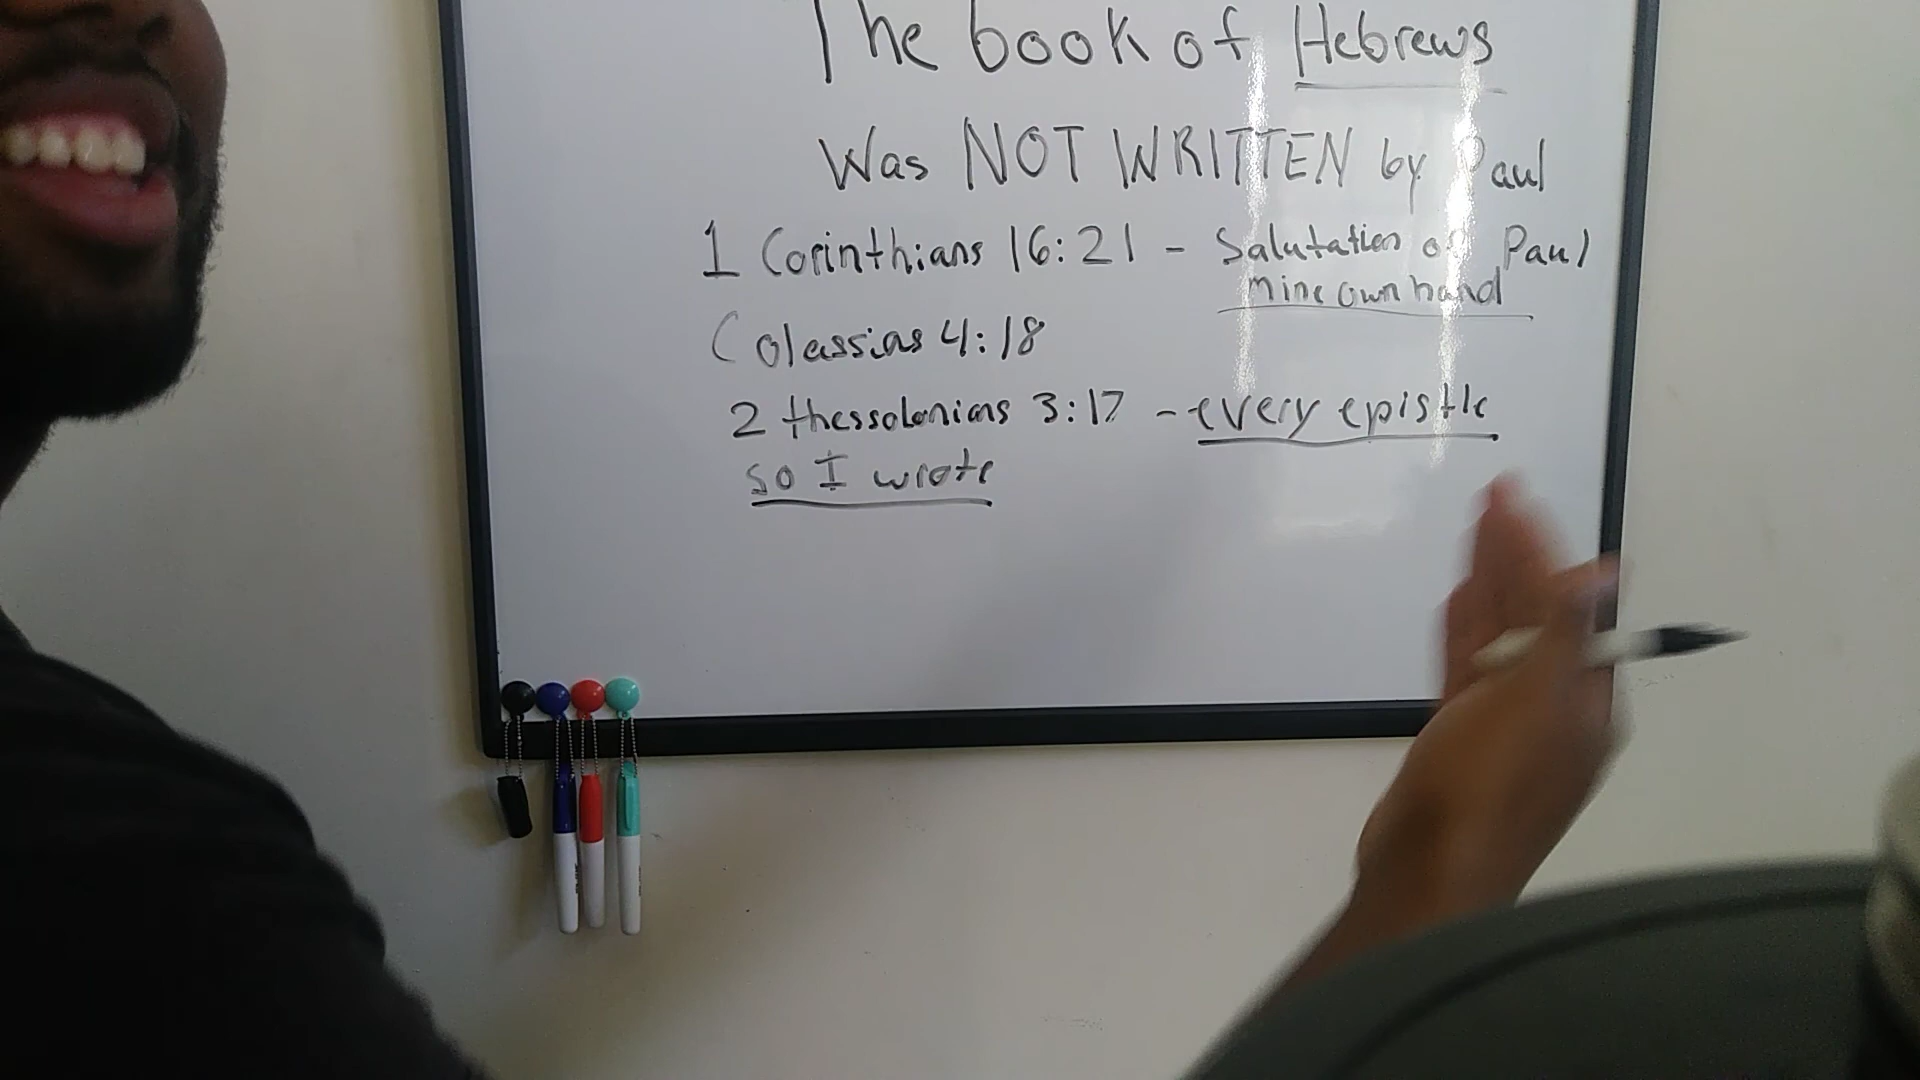 The book of Hebrews
Was NOT WRITTEN by Paul
1 Corinthians 16:21 - Salutation of Paul
mine own hand
Colassias 4:18
2 thessolonians 3:17 - every epistle
so I wrote